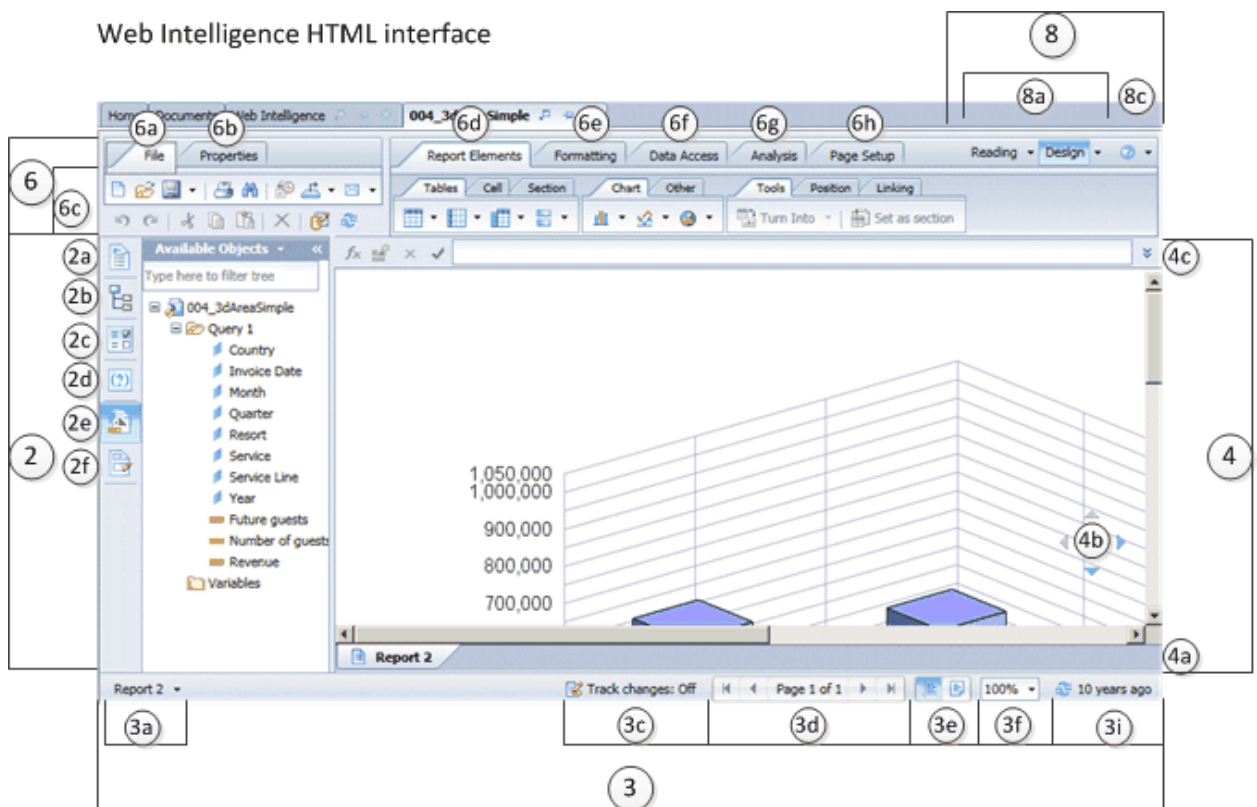 Web Intelligence HTML interface
8
8a
8c
Home Documents Web Intelligence 004_3d Simple
6a 6b 6d 6e 6f 6g 6h
File Properties Report Elements Formatting Data Access Analysis Page Setup Reading Design
6
6c
Tables Cell Section Chart Other Tools Position Linking
Turn Into Set as section
2a Available Objects 4c
Type here to filter tree
2b
004_3dAreaSimple
Query 1
2c
Country
Invoice Date
2d
Month
Quarter
2e
Resort
2
Service
2f
Service Line
Year
Future guests
Number of guests
Revenue
Variables
1,050,000
1,000,000
900,000
800,000
700,000
4
4b
Report 2 4a
Report 2 Track changes: Off Page 1 of 1 100% 10 years ago
3a 3c 3d 3e 3f 3i
3